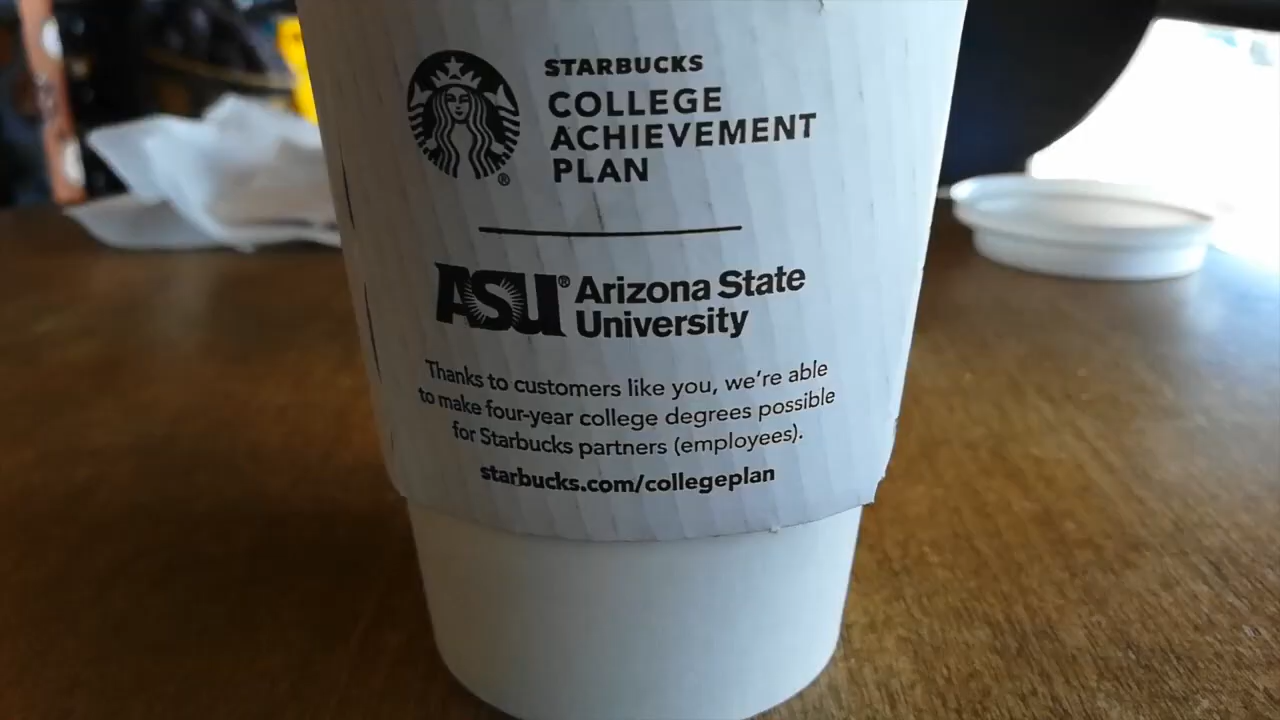 STARBUCKS
COLLEGE
ACHIEVEMENT
PLAN
ASU® Arizona State
University
Thanks to customers like you, we're able
to make four-year college degrees possible
for Starbucks partners (employees).
starbucks.com/collegeplan